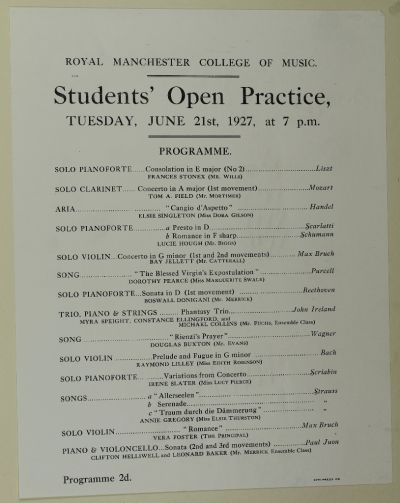 ROYAL MANCHESTER COLLEGE OF MUSIC.
Students' Open Practice,
TUESDAY, JUNE 21st, 1927, at 7 p.m.
PROGRAMME.
SOLO PIANOFORTE......Consolation in E major (No 2)......Liszt
FRANCES STONEX (Mr. Wills)
SOLO CLARINET......Concerto in A major (1st movement)......Mozart
TOM A. FIELD (Mr. Mortimer)
ARIA......"Cangio d'Aspetto"......Handel
ELSIE SINGLETON (Miss Dora Gilson)
SOLO PIANOFORTE......a Presto in D......Scarlatti
b Romance in F sharp......Schumann
LUCIE HOUGH (Mr. Biggs)
SOLO VIOLIN...Concerto in G minor (1st and 2nd movements)......Max Bruch
BAY JELLETT (Mr. Catterall)
SONG......"The Blessed Virgin's Expostulation"......Purcell
DOROTHY PEARCE (Miss Marguerite Swale)
SOLO PIANOFORTE...Sonata in D (1st movement)......Beethoven
BOSWALL DONIGANI (Mr. Merrick)
TRIO, PIANO & STRINGS......Phantasy Trio......John Ireland
MYRA SPEIGHT, CONSTANCE ELLINGFORD, and
MICHAEL COLLINS (Mr. Fuchs, Ensemble Class)
SONG......"Rienzi's Prayer"......Wagner
DOUGLAS BUXTON (Mr. Evans)
SOLO VIOLIN......Prelude and Fugue in G minor......Bach
RAYMOND LILLEY (Miss Edith Robinson)
SOLO PIANOFORTE......Variations from Concerto......Scriabin
IRENE SLATER (Miss Lucy Pierce)
SONGS......a "Allerseelen"......Strauss
b Serenade......"
c "Traum durch die Dämmerung"......"
ANNIE GREGORY (Miss Elsie Thurston)
SOLO VIOLIN......"Romance"......Max Bruch
VERA FOSTER (The Principal)
PIANO & VIOLONCELLO...Sonata (2nd and 3rd movements)......Paul Juon
CLIFTON HELLIWELL and LEONARD BAKER (Mr. Merrick Ensemble Class)
Programme 2d.